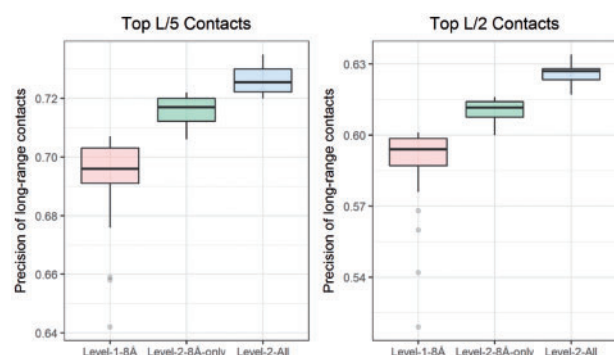 Top L/5 Contacts
Precision of long-range contacts
0.72
0.70
0.68
0.66
0.64
Level-1-8Å
Level-2-8Å-only
Level-2-All
Top L/2 Contacts
Precision of long-range contacts
0.63
0.60
0.57
0.54
Level-1-8Å
Level-2-8Å-only
Level-2-All